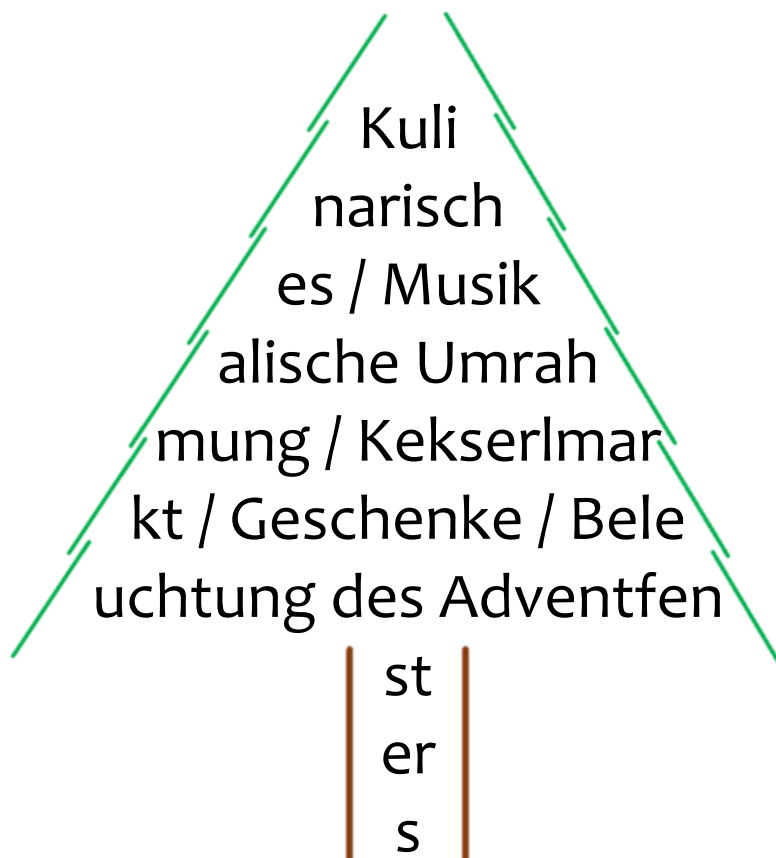 Kuli
narisch
es / Musik
alische Umrah
mung / Kekserlmar
kt / Geschenke / Bele
uchtung des Adventfen
st
er
s